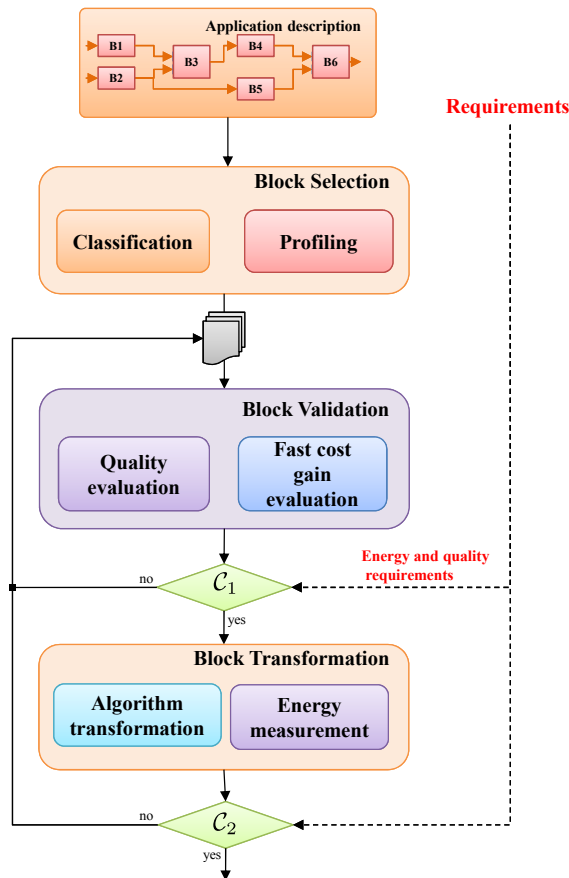 Application description
B1
B4
B3
B6
B2
B5
Requirements
Block Selection
Classification
Profiling
Block Validation
Quality
evaluation
Fast cost
gain
evaluation
Energy and quality
requirements
no
C1
yes
Block Transformation
Algorithm
transformation
Energy
measurement
no
C2
yes